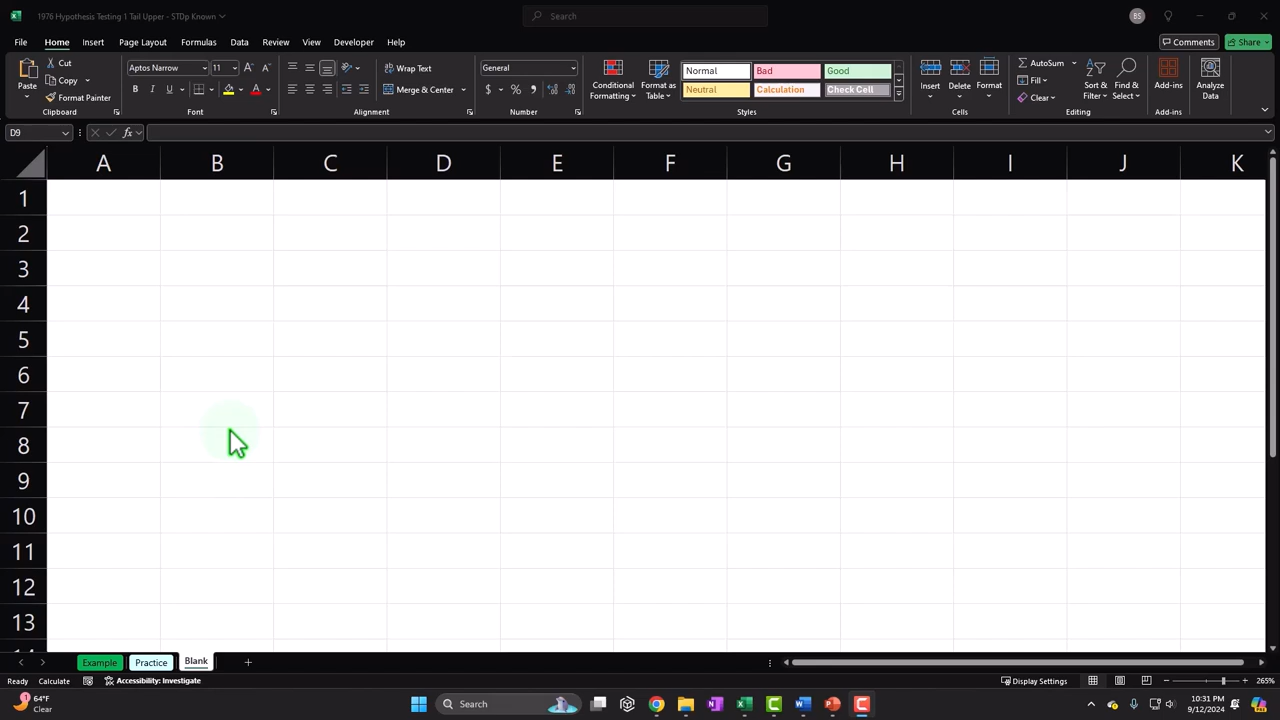 1976 Hypothesis Testing 1 Tail Upper - STDp Known
Search
BS
File Home Insert Page Layout Formulas Data Review View Developer Help
Comments Share
Paste
Cut
Copy
Format Painter
Clipboard
Aptos Narrow 11
B I U
Font
Wrap Text
Merge & Center
Alignment
General
$ % 9
Number
Conditional Formatting
Format as Table
Normal Bad Good
Neutral Calculation Check Cell
Styles
Insert Delete Format
Cells
AutoSum
Fill
Clear
Sort & Filter
Find & Select
Editing
Add-ins
Add-ins
Analyze Data
D9
fx
A B C D E F G H I J K
1
2
3
4
5
6
7
8
9
10
11
12
13
Example Practice Blank
Ready Calculate Accessibility: Investigate Display Settings 265%
1
64°F
Clear
Search
10:31 PM
9/12/2024